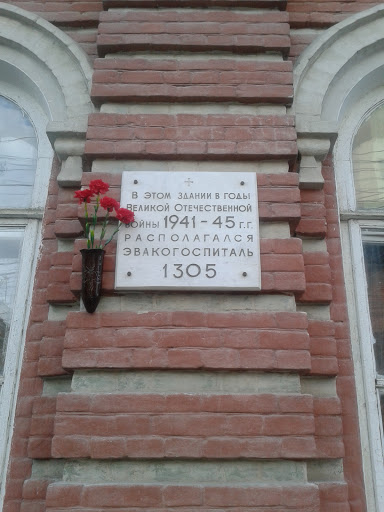 В ЭТОМ ЗДАНИИ В ГОДЫ
ВЕЛИКОЙ ОТЕЧЕСТВЕННОЙ
ВОЙНЫ 1941-45 Г.Г.
РАСПОЛАГАЛСЯ
ЭВАКОГОСПИТАЛЬ
1305